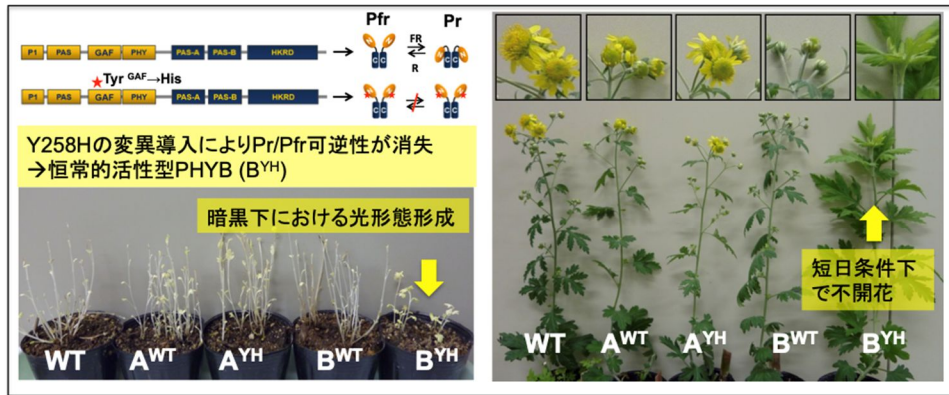 Pfr Pr
P1 PAS GAF PHY PAS-A PAS-B HKRD
N N C C
FR
R
N N C C
★Tyr GAF→His
P1 PAS GAF PHY PAS-A PAS-B HKRD
C C
C C
Y258Hの変異導入によりPr/Pfr可逆性が消失
→恒常的活性型PHYB (BYH)
暗黒下における光形態形成
WT AWT AYH BWT BYH
短日条件下
で不開花
WT AWT AYH BWT BYH